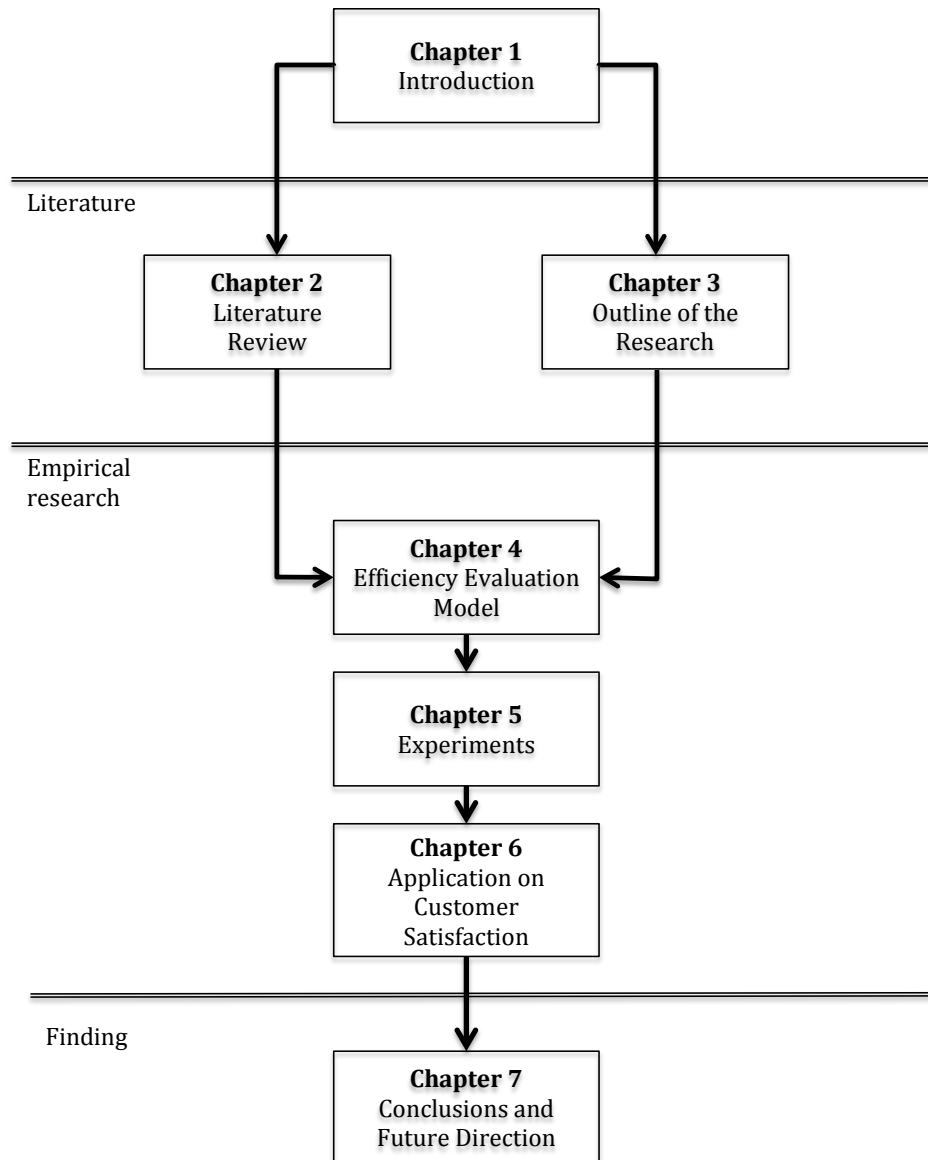 Chapter 1
Introduction
Literature
Chapter 2
Literature
Review
Chapter 3
Outline of the
Research
Empirical
research
Chapter 4
Efficiency Evaluation
Model
Chapter 5
Experiments
Chapter 6
Application on
Customer
Satisfaction
Finding
Chapter 7
Conclusions and
Future Direction